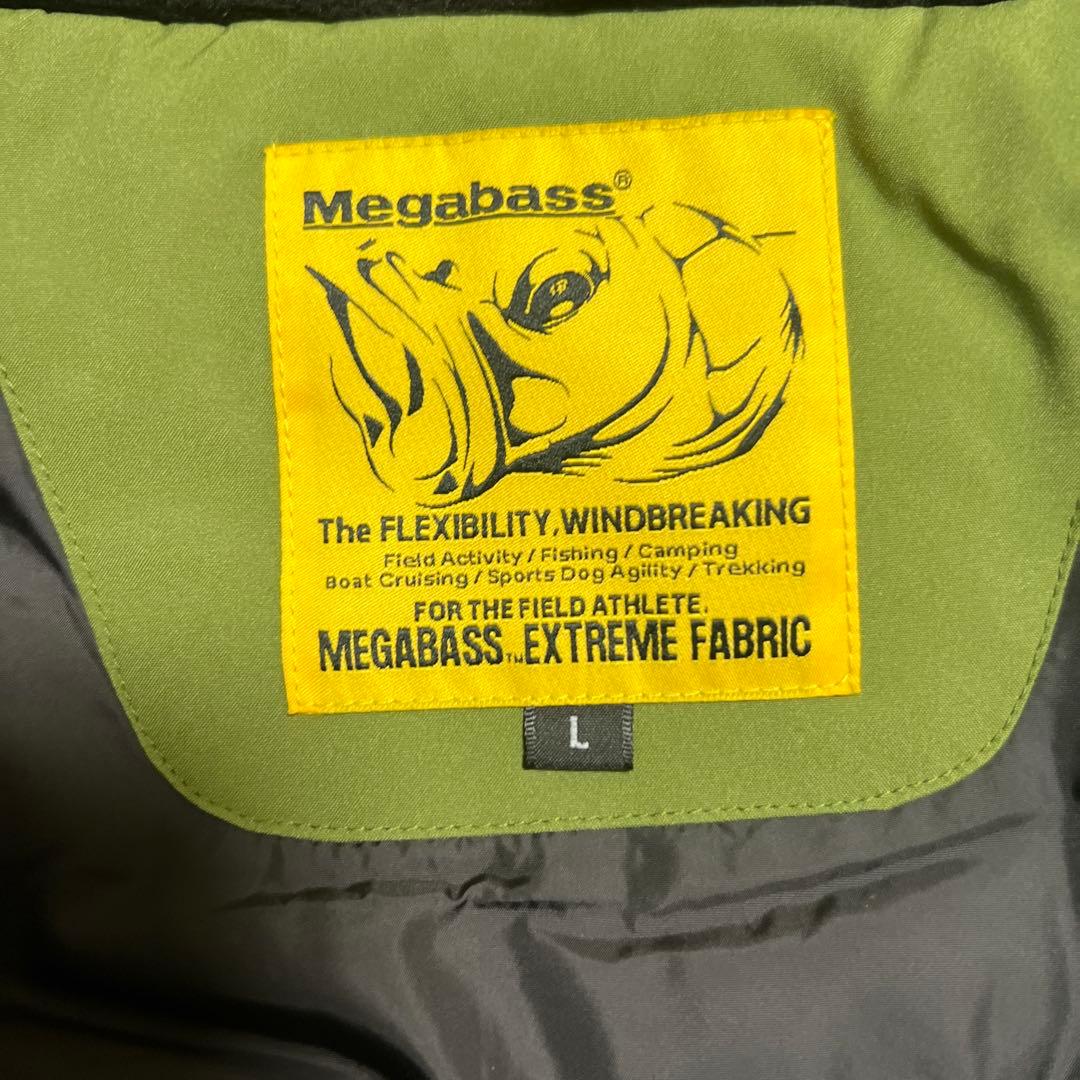 Megabass®
The FLEXIBILITY, WINDBREAKING
Field Activity / Fishing / Camping
Boat Cruising / Sports Dog Agility / Trekking
FOR THE FIELD ATHLETE.
MEGABASS™ EXTREME FABRIC
L